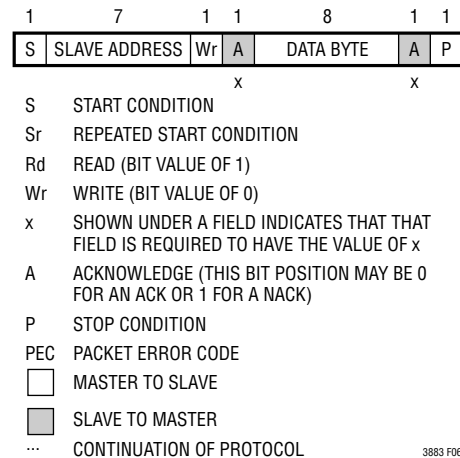 1 7 1 1 8 1 1
S SLAVE ADDRESS Wr A DATA BYTE A P
x x
S START CONDITION
Sr REPEATED START CONDITION
Rd READ (BIT VALUE OF 1)
Wr WRITE (BIT VALUE OF 0)
x SHOWN UNDER A FIELD INDICATES THAT THAT
FIELD IS REQUIRED TO HAVE THE VALUE OF x
A ACKNOWLEDGE (THIS BIT POSITION MAY BE 0
FOR AN ACK OR 1 FOR A NACK)
P STOP CONDITION
PEC PACKET ERROR CODE
MASTER TO SLAVE
SLAVE TO MASTER
... CONTINUATION OF PROTOCOL
3883 F06